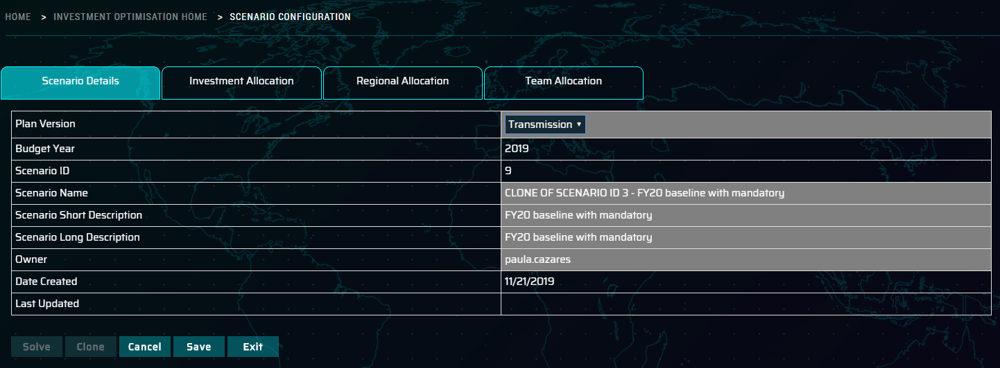 HOME > INVESTMENT OPTIMISATION HOME > SCENARIO CONFIGURATION
Scenario Details Investment Allocation Regional Allocation Team Allocation
Plan Version Transmission ▾
Budget Year 2019
Scenario ID 9
Scenario Name CLONE OF SCENARIO ID 3 - FY20 baseline with mandatory
Scenario Short Description FY20 baseline with mandatory
Scenario Long Description FY20 baseline with mandatory
Owner paula.cazares
Date Created 11/21/2019
Last Updated
Solve Clone Cancel Save Exit